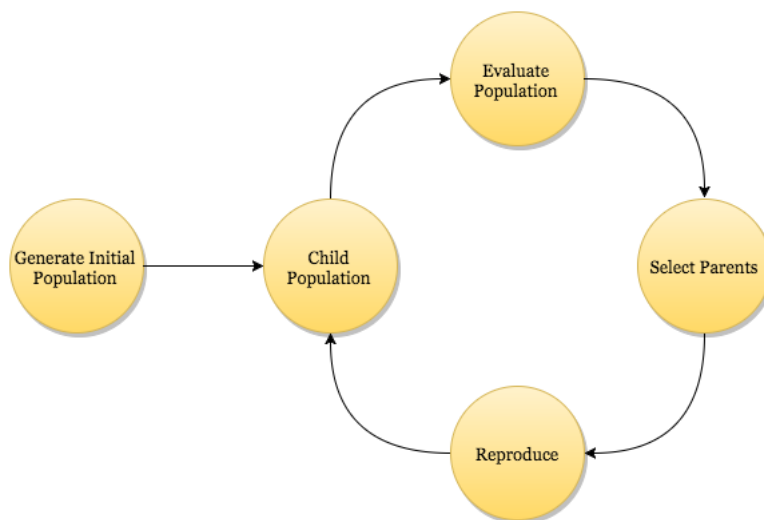 Evaluate
Population
Generate Initial
Population
Child
Population
Select Parents
Reproduce